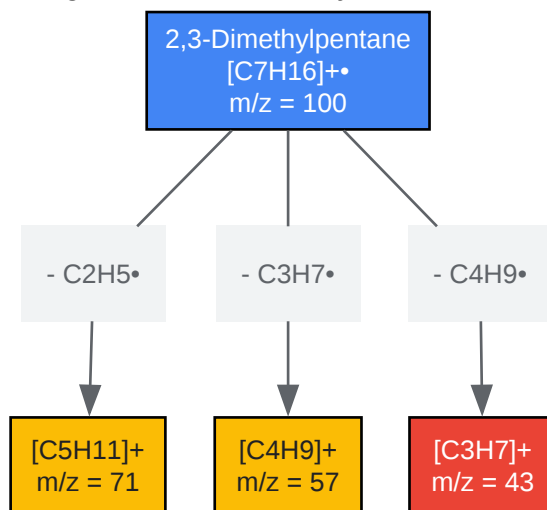 2,3-Dimethylpentane
[C7H16]+•
m/z = 100
- C2H5•
- C3H7•
- C4H9•
[C5H11]+
m/z = 71
[C4H9]+
m/z = 57
[C3H7]+
m/z = 43